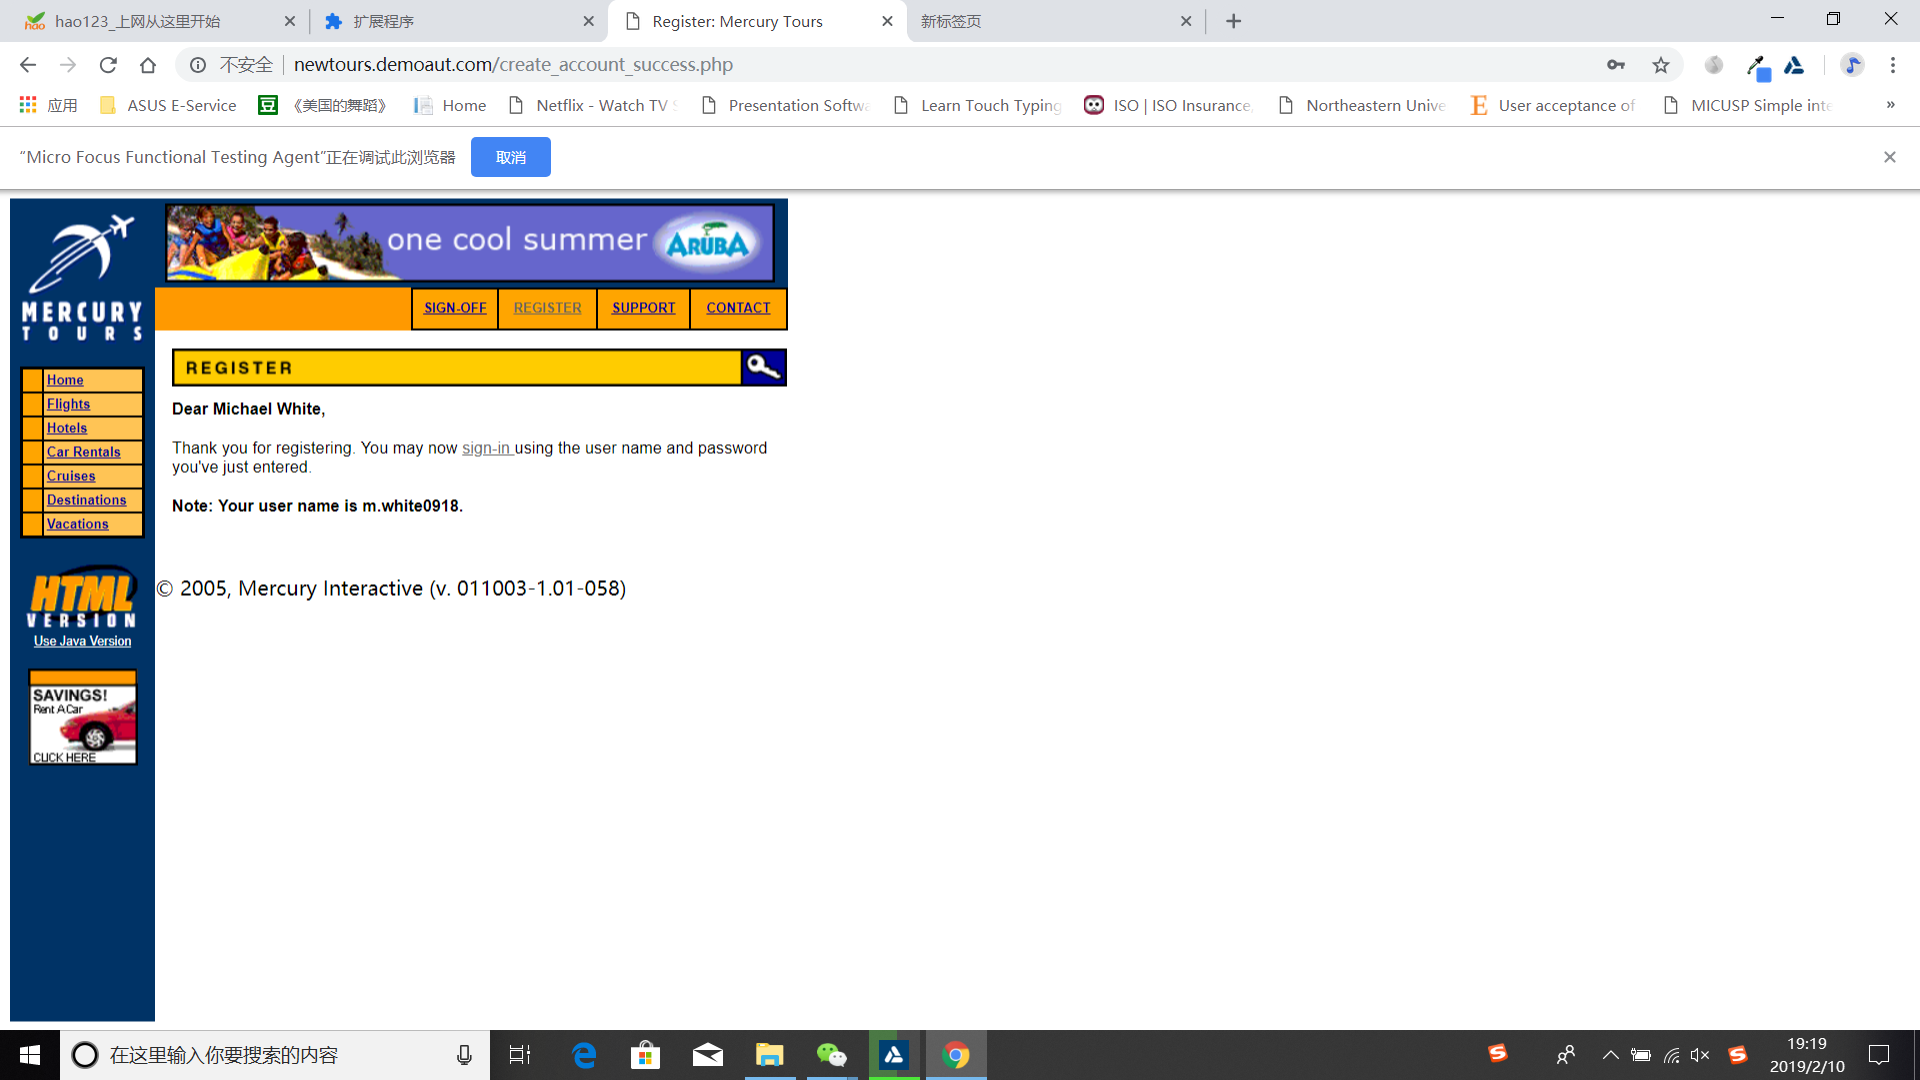 hao123_上网从这里开始
扩展程序
Register: Mercury Tours
新标签页
不安全
newtours.demoaut.com/create_account_success.php
应用
ASUS E-Service
《美国的舞蹈》
Home
Netflix - Watch TV S
Presentation Softwa
Learn Touch Typing
ISO | ISO Insurance,
Northeastern Unive
User acceptance of
MICUSP Simple inte
»
“Micro Focus Functional Testing Agent”正在调试此浏览器
取消
MERCURY
TOURS
one cool summer
ARUBA
SIGN-OFF
REGISTER
SUPPORT
CONTACT
REGISTER
Home
Flights
Hotels
Car Rentals
Cruises
Destinations
Vacations
Dear Michael White,
Thank you for registering. You may now sign-in using the user name and password
you've just entered.
Note: Your user name is m.white0918.
© 2005, Mercury Interactive (v. 011003-1.01-058)
HTML
VERSION
Use Java Version
SAVINGS!
Rent A Car
CLICK HERE
在这里输入你要搜索的内容
19:19
2019/2/10